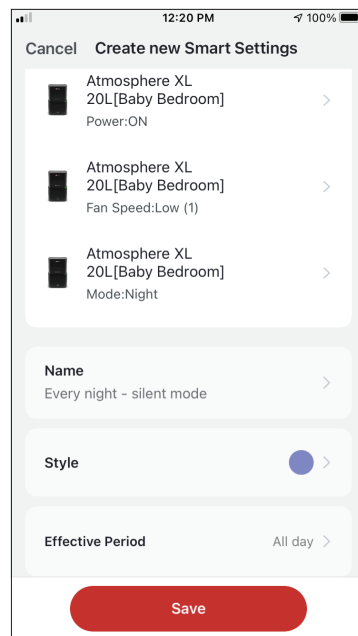 12:20 PM
100%
Cancel
Create new Smart Settings
Atmosphere XL
20L[Baby Bedroom]
Power:ON
Atmosphere XL
20L[Baby Bedroom]
Fan Speed:Low (1)
Atmosphere XL
20L[Baby Bedroom]
Mode:Night
Name
Every night - silent mode
Style
Effective Period
All day
Save